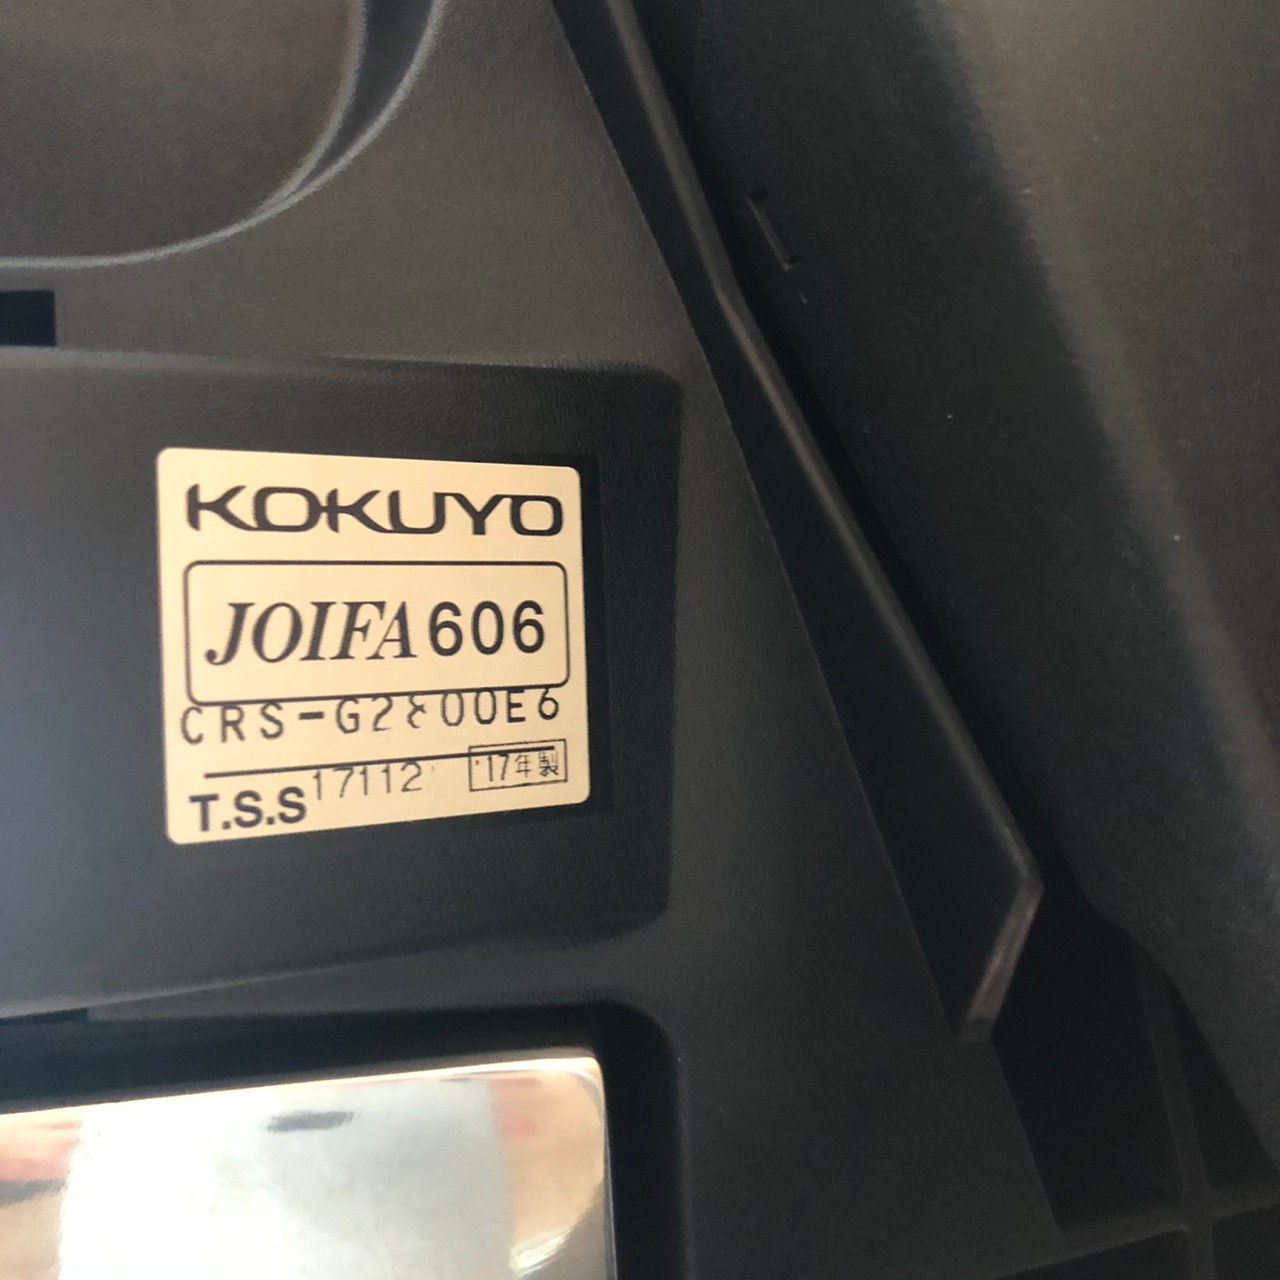 KOKUYO
JOIFA 606
CRS-G2800E6
T.S.S 17112 '17年製